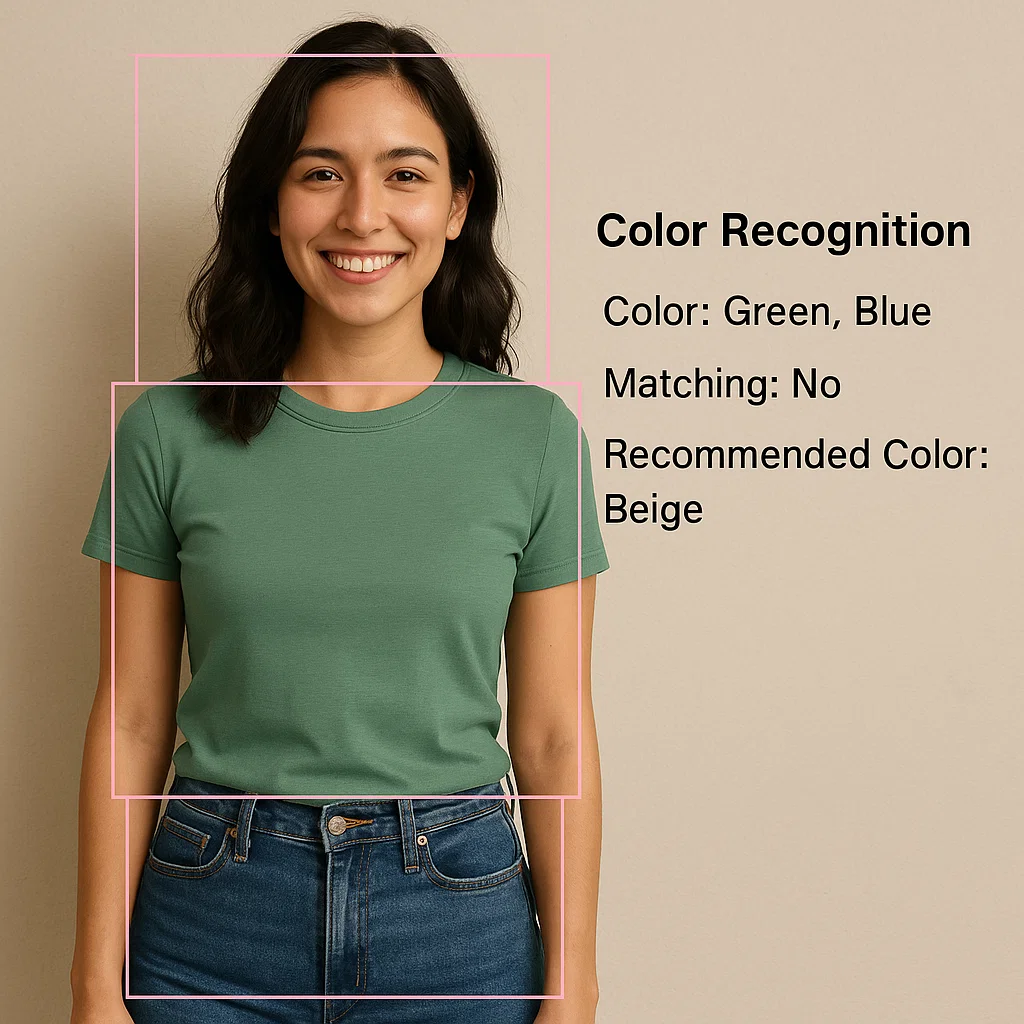 Color Recognition
Color: Green, Blue
Matching: No
Recommended Color:
Beige